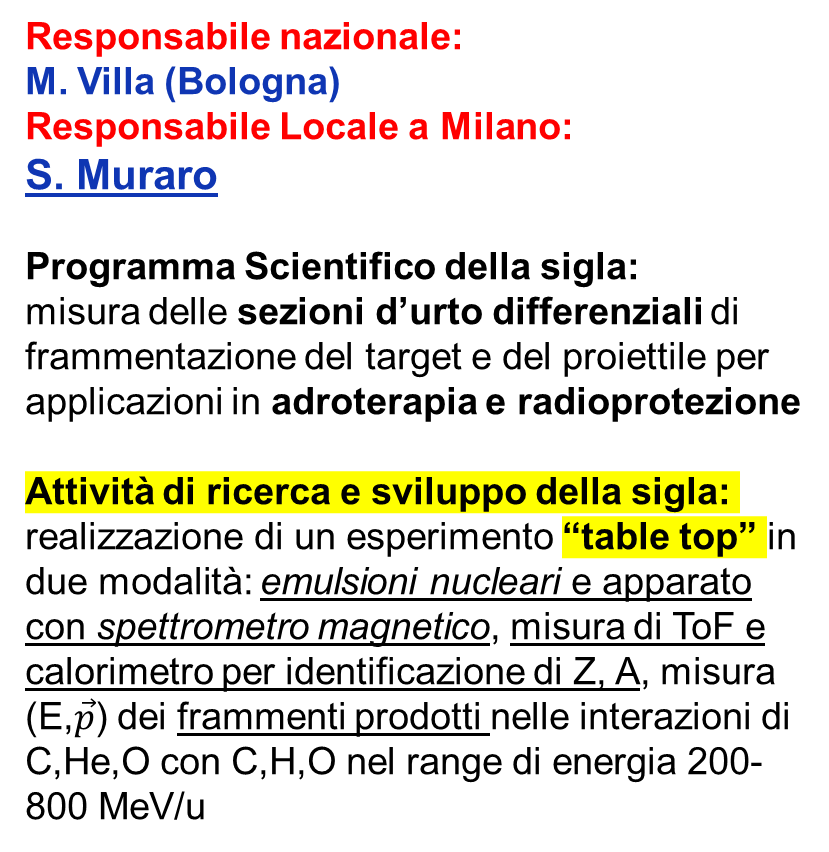 Responsabile nazionale:
M. Villa (Bologna)
Responsabile Locale a Milano:
S. Muraro
Programma Scientifico della sigla:
misura delle sezioni d’urto differenziali di
frammentazione del target e del proiettile per
applicazioni in adroterapia e radioprotezione
Attività di ricerca e sviluppo della sigla:
realizzazione di un esperimento “table top” in
due modalità: emulsioni nucleari e apparato
con spettrometro magnetico, misura di ToF e
calorimetro per identificazione di Z, A, misura
(E,p⃗) dei frammenti prodotti nelle interazioni di
C,He,O con C,H,O nel range di energia 200-
800 MeV/u